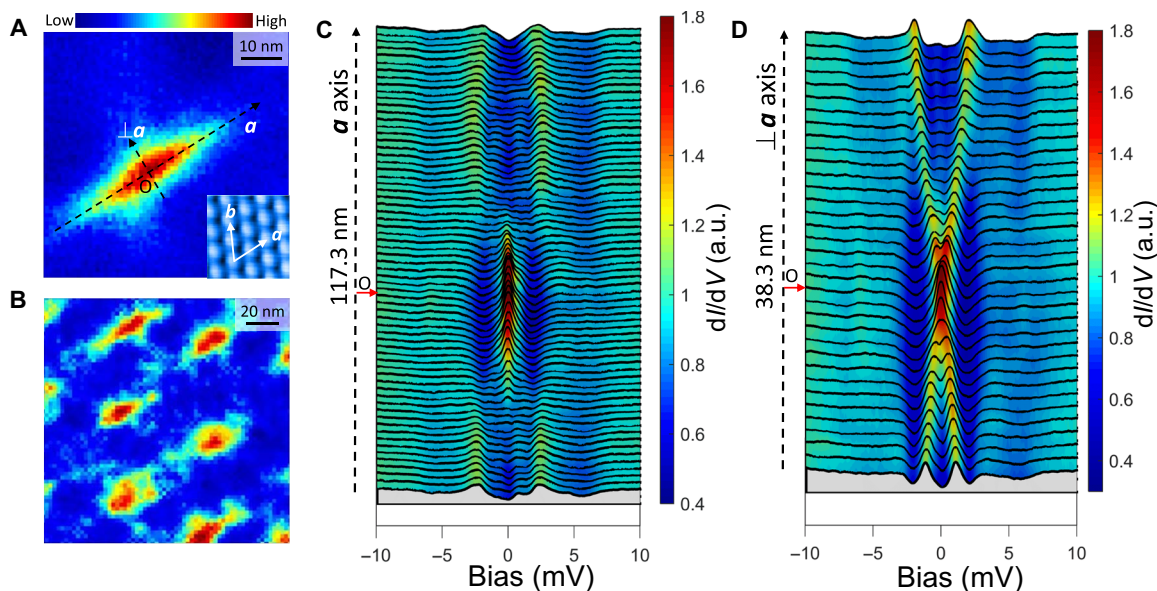 A
Low
High
10 nm
⊥a
a
O
b
a
B
20 nm
C
a axis
117.3 nm
O
−10
−5
0
5
10
Bias (mV)
1.8
1.6
1.4
1.2
1
0.8
0.6
0.4
dI/dV (a.u.)
D
⊥a axis
38.3 nm
O
−10
−5
0
5
10
Bias (mV)
1.8
1.6
1.4
1.2
1
0.8
0.6
0.4
dI/dV (a.u.)